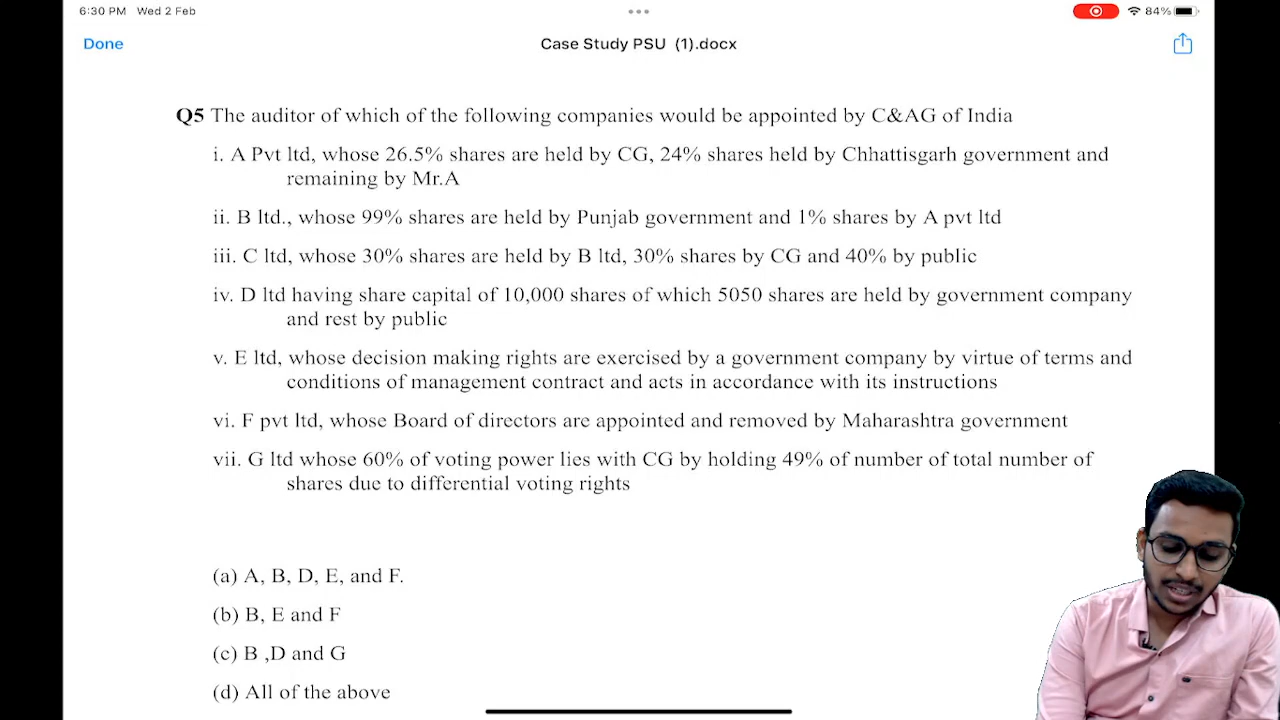 6:30 PM Wed 2 Feb
84%
Done
Case Study PSU (1).docx
Q5 The auditor of which of the following companies would be appointed by C&AG of India
i. A Pvt ltd, whose 26.5% shares are held by CG, 24% shares held by Chhattisgarh government and
remaining by Mr.A
ii. B ltd., whose 99% shares are held by Punjab government and 1% shares by A pvt ltd
iii. C ltd, whose 30% shares are held by B ltd, 30% shares by CG and 40% by public
iv. D ltd having share capital of 10,000 shares of which 5050 shares are held by government company
and rest by public
v. E ltd, whose decision making rights are exercised by a government company by virtue of terms and
conditions of management contract and acts in accordance with its instructions
vi. F pvt ltd, whose Board of directors are appointed and removed by Maharashtra government
vii. G ltd whose 60% of voting power lies with CG by holding 49% of number of total number of
shares due to differential voting rights
(a) A, B, D, E, and F.
(b) B, E and F
(c) B ,D and G
(d) All of the above